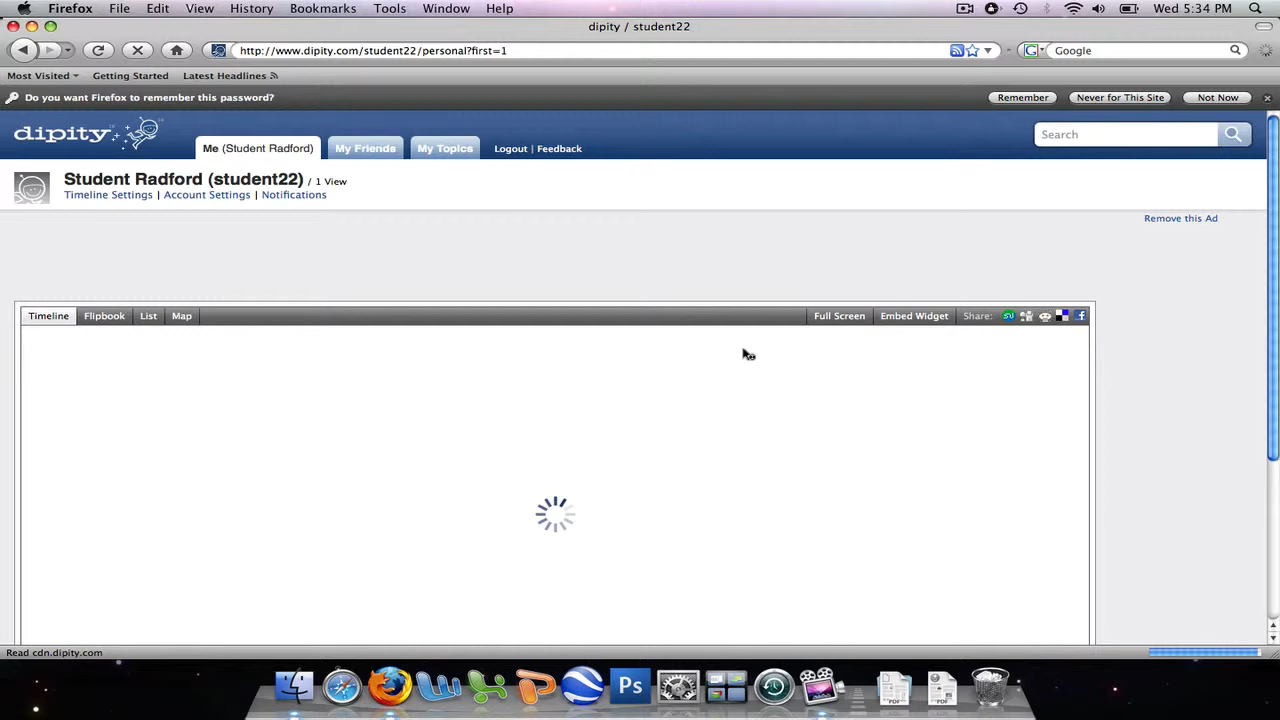 Firefox File Edit View History Bookmarks Tools Window Help Wed 5:34 PM
dipity / student22
http://www.dipity.com/student22/personal?first=1 Google
Most Visited Getting Started Latest Headlines
Do you want Firefox to remember this password? Remember Never for This Site Not Now
dipity Me (Student Radford) My Friends My Topics Logout | Feedback Search
Student Radford (student22) / 1 View
Timeline Settings | Account Settings | Notifications
Remove this Ad
Timeline Flipbook List Map Full Screen Embed Widget Share:
Read cdn.dipity.com
Ps
PDF PDF